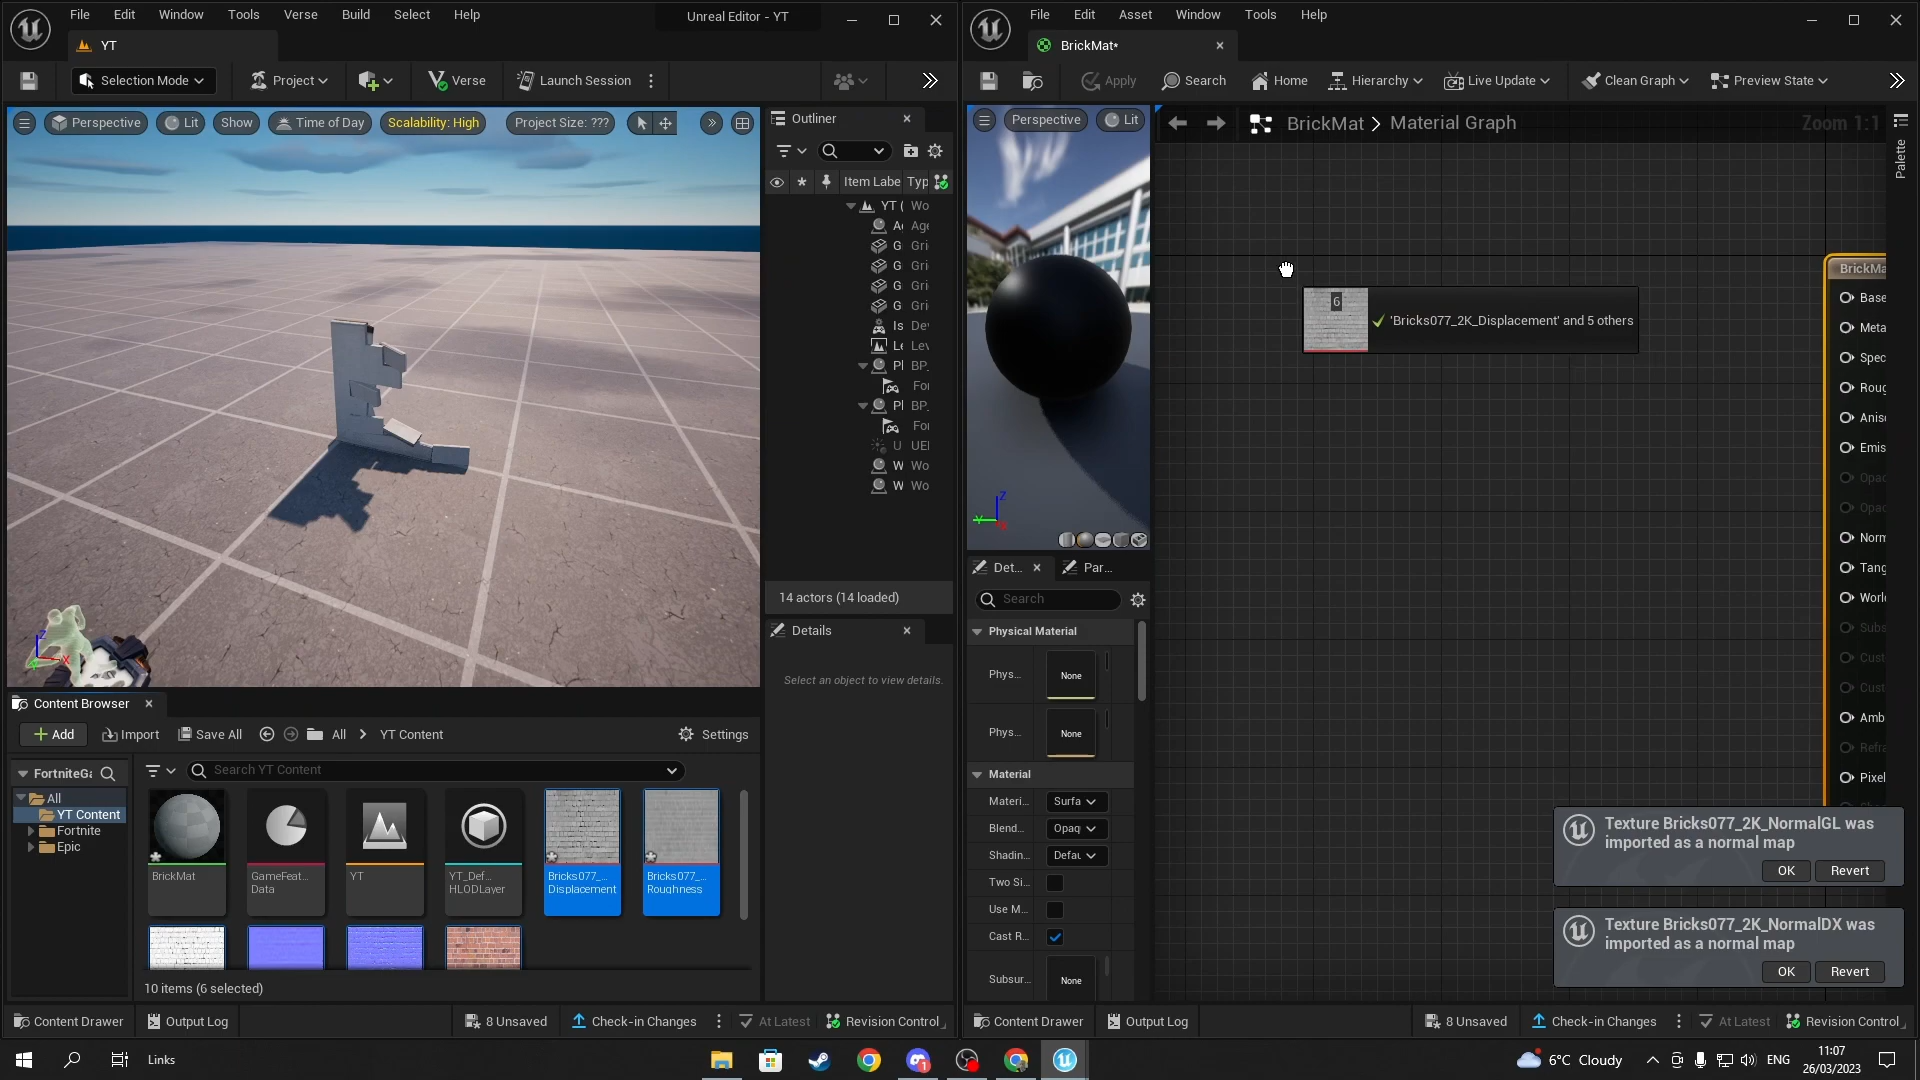 File Edit Window Tools Verse Build Select Help
Unreal Editor - YT
YT
Selection Mode
Project
Verse
Launch Session
Perspective
Lit
Show
Time of Day
Scalability: High
Project Size: ???
Outliner
Item Labe
Typ
YT (
Wo
A
Age
G
Gri
G
Gri
G
Gri
G
Gri
Is
Dev
L
Lev
Pl
BP_
For
Pl
BP_
For
U
UEI
W
Wo
W
Wo
14 actors (14 loaded)
Details
Select an object to view details.
Content Browser
Add
Import
Save All
All
YT Content
Settings
FortniteGa
Search YT Content
All
YT Content
Fortnite
Epic
BrickMat
GameFeat...
Data
YT
YT_Def...
HLODLayer
Bricks077_...
Displacement
Bricks077_...
Roughness
10 items (6 selected)
Content Drawer
Output Log
8 Unsaved
Check-in Changes
At Latest
Revision Control
File Edit Asset Window Tools Help
BrickMat*
Apply
Search
Home
Hierarchy
Live Update
Clean Graph
Preview State
Perspective
Lit
BrickMat > Material Graph
Zoom 1:1
Palette
6
'Bricks077_2K_Displacement' and 5 others
BrickMa
Base
Meta
Spec
Roug
Anis
Emis
Opac
Opac
Norm
Tang
World
Subs
Cust
Cust
Amb
Refra
Pixel
Det...
Par...
Search
Physical Material
Phys...
None
Phys...
None
Material
Materi...
Surfa
Blend...
Opaq
Shadin...
Defau
Two Si...
Use M...
Cast R...
Subsur...
None
Texture Bricks077_2K_NormalGL was
imported as a normal map
OK
Revert
Texture Bricks077_2K_NormalDX was
imported as a normal map
OK
Revert
Content Drawer
Output Log
8 Unsaved
Check-in Changes
At Latest
Revision Control
Links
6°C Cloudy
ENG
11:07
26/03/2023